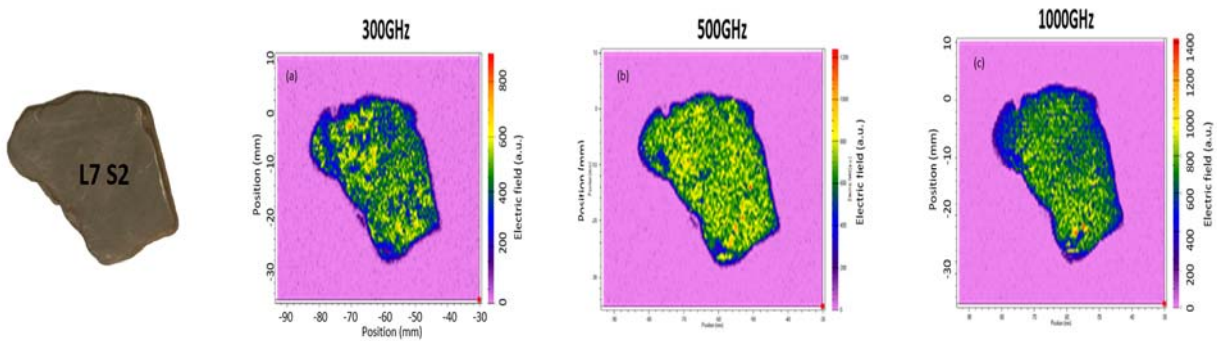 L7 S2
300GHz
(a)
10
0
-10
-20
-30
Position (mm)
-90 -80 -70 -60 -50 -40 -30
Position (mm)
800
600
400
200
0
Electric field (a.u.)
500GHz
(b)
Position (mm)
Position (mm)
Electric field (a.u.)
1000GHz
(c)
10
0
-10
-20
-30
Position (mm)
1400
1200
1000
800
600
400
200
0
Electric field (a.u.)